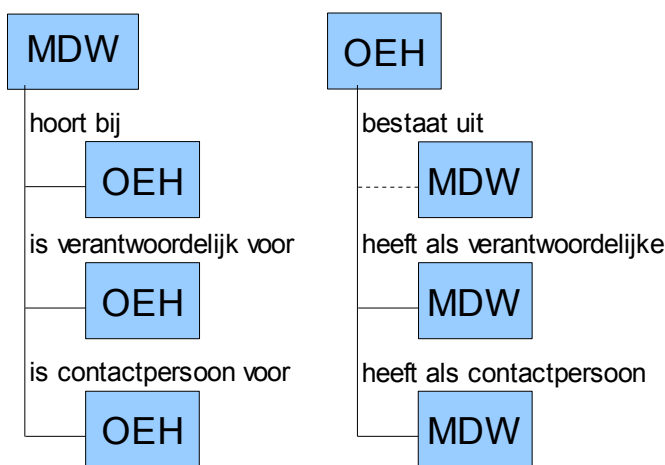 MDW
hoort bij
OEH
is verantwoordelijk voor
OEH
is contactpersoon voor
OEH
OEH
bestaat uit
MDW
heeft als verantwoordelijke
MDW
heeft als contactpersoon
MDW